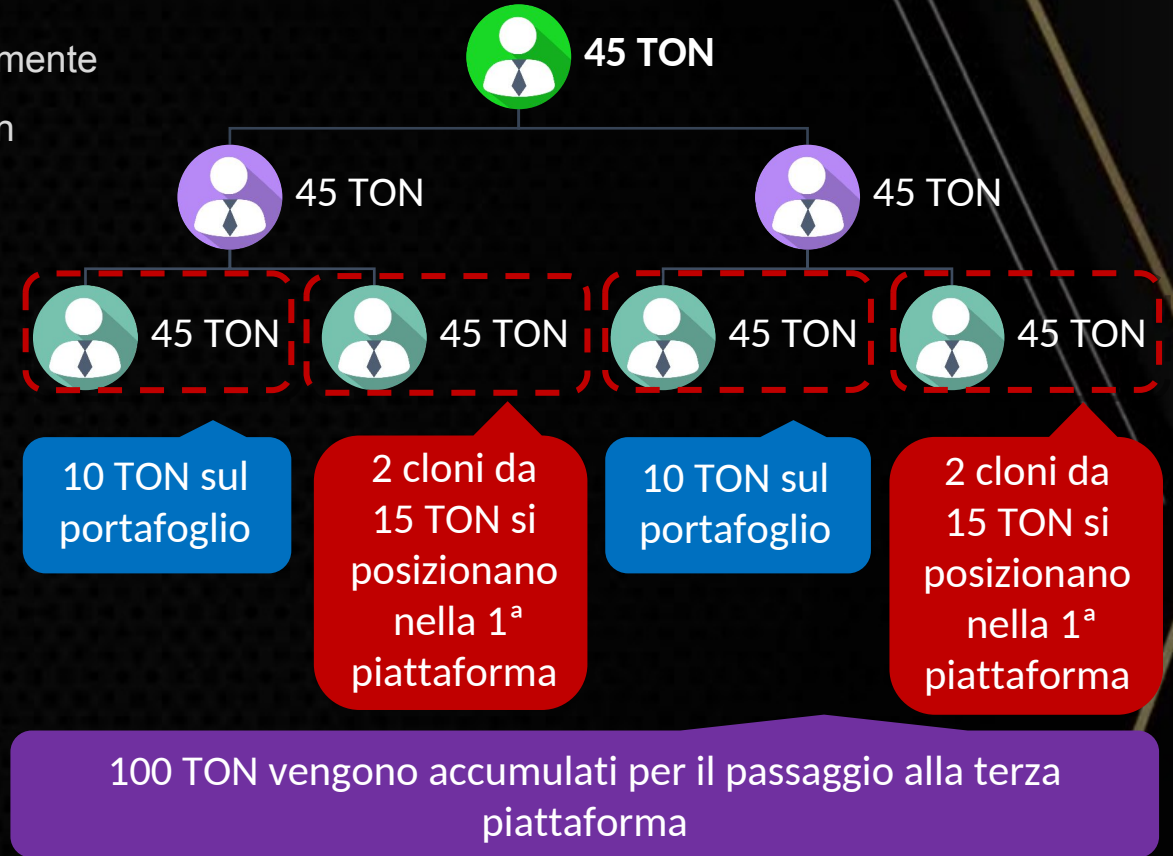 mente
n
45 TON
45 TON
45 TON
45 TON
45 TON
45 TON
45 TON
10 TON sul
portafoglio
2 cloni da
15 TON si
posizionano
nella 1ª
piattaforma
10 TON sul
portafoglio
2 cloni da
15 TON si
posizionano
nella 1ª
piattaforma
100 TON vengono accumulati per il passaggio alla terza
piattaforma